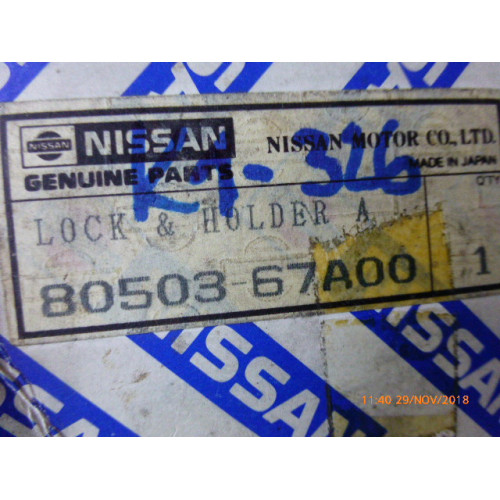 NISSAN
NISSAN
GENUINE PARTS
NISSAN MOTOR CO., LTD.
MADE IN JAPAN
KT-326
LOCK & HOLDER A
80503-67A00
1
NISSAN
NISSAN
11:40 29/NOV/2018